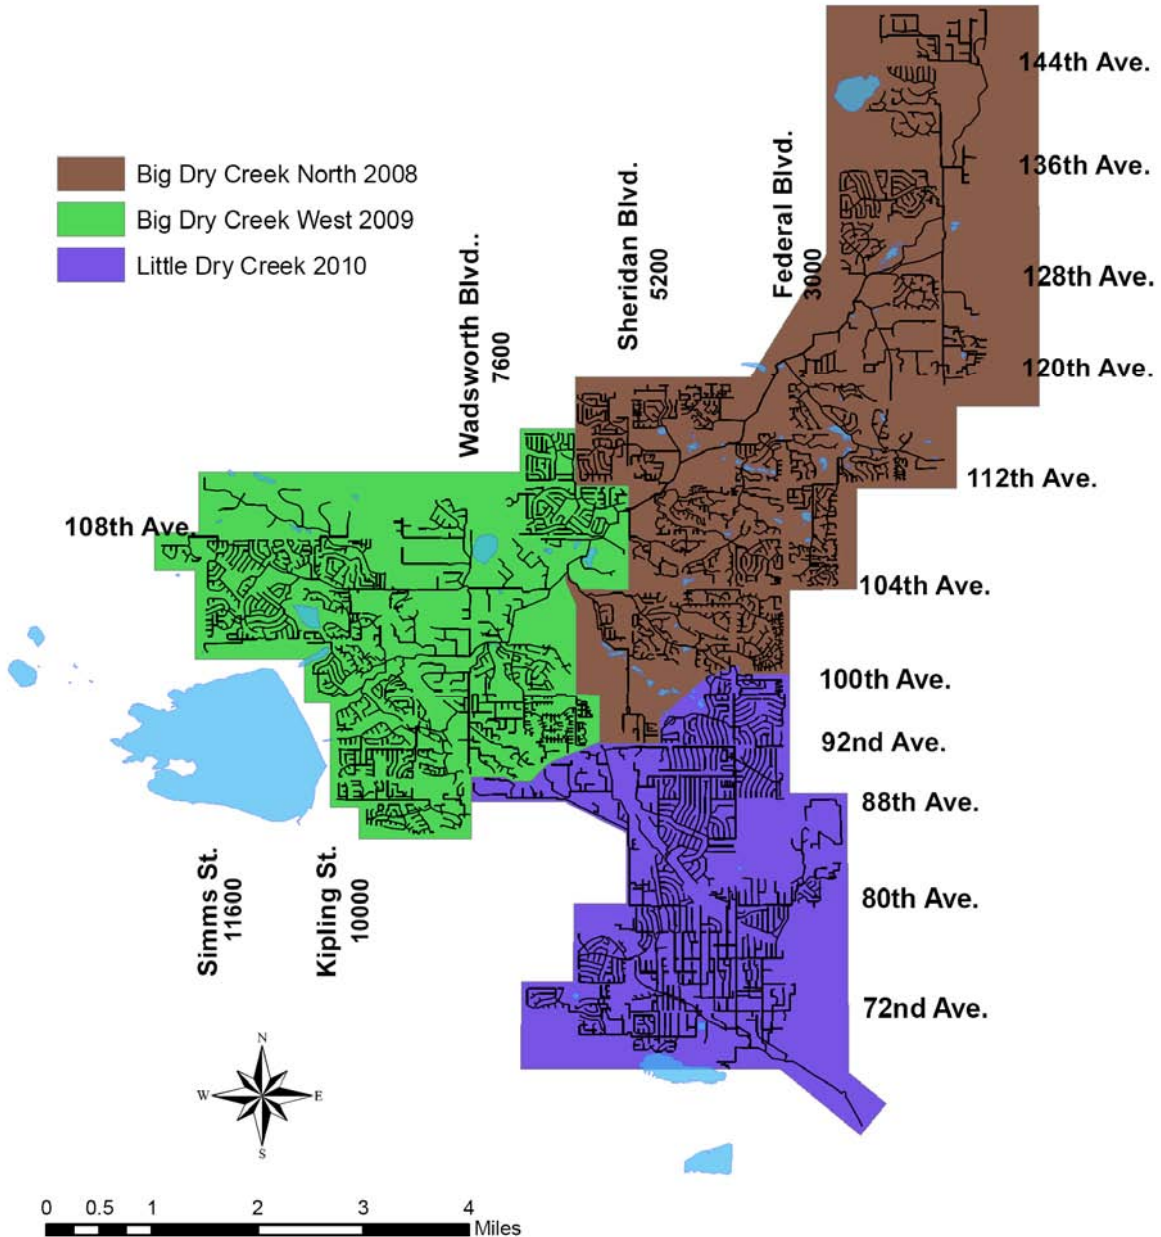 144th Ave.
136th Ave.
128th Ave.
120th Ave.
112th Ave.
104th Ave.
100th Ave.
92nd Ave.
88th Ave.
80th Ave.
72nd Ave.
Big Dry Creek North 2008
Big Dry Creek West 2009
Little Dry Creek 2010
Wadsworth Blvd..
7600
Sheridan Blvd.
5200
Federal Blvd.
3000
108th Ave.
Simms St.
11600
Kipling St.
10000
N
W
E
S
0 0.5 1 2 3 4
Miles